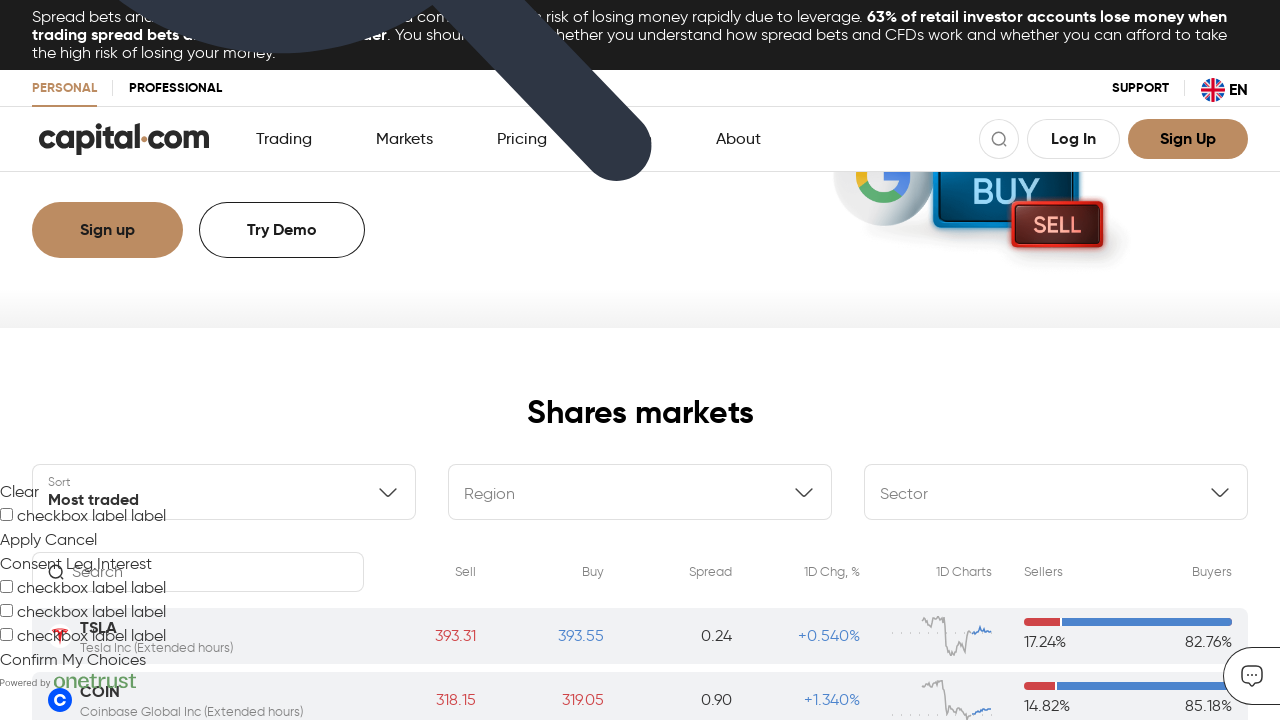 Spread bets and risk of losing money rapidly due to leverage. 63% of retail investor accounts lose money when
trading spread bets . You should whether you understand how spread bets and CFDs work and whether you can afford to take
the high risk of losing your money.
PERSONAL PROFESSIONAL SUPPORT EN
capital.com Trading Markets Pricing About Log In Sign Up
BUY
SELL
Sign up Try Demo
Shares markets
Sort
Most traded
Region
Sector
Clear
checkbox label label
Apply Cancel
Consent Leg.Interest
checkbox label label
checkbox label label
checkbox label label
Confirm My Choices
Powered by onetrust
Search Sell Buy Spread 1D Chg, % 1D Charts Sellers Buyers
TSLA 393.31 393.55 0.24 +0.540%
Tesla Inc (Extended hours) 17.24% 82.76%
COIN 318.15 319.05 0.90 +1.340%
Coinbase Global Inc (Extended hours) 14.82% 85.18%